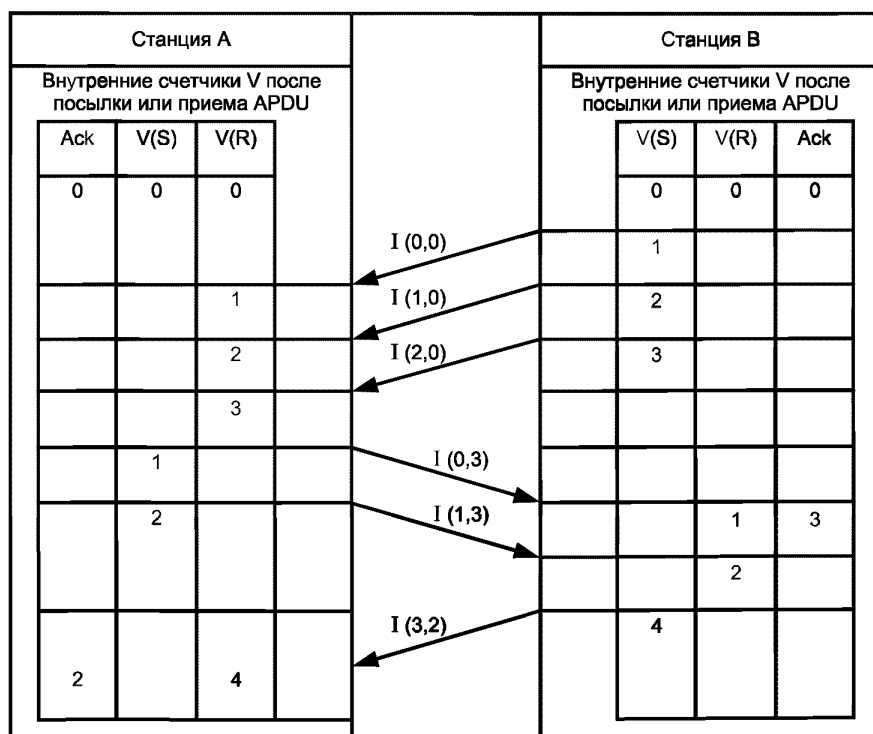 Станция А
Станция В
Внутренние счетчики V после
посылки или приема APDU
Внутренние счетчики V после
посылки или приема APDU
Ack V(S) V(R)
V(S) V(R) Ack
0 0 0
0 0 0
I (0,0)
1
1
I (1,0)
2
2
I (2,0)
3
3
1
I (0,3)
2
I (1,3)
1 3
2
I (3,2)
4
2 4